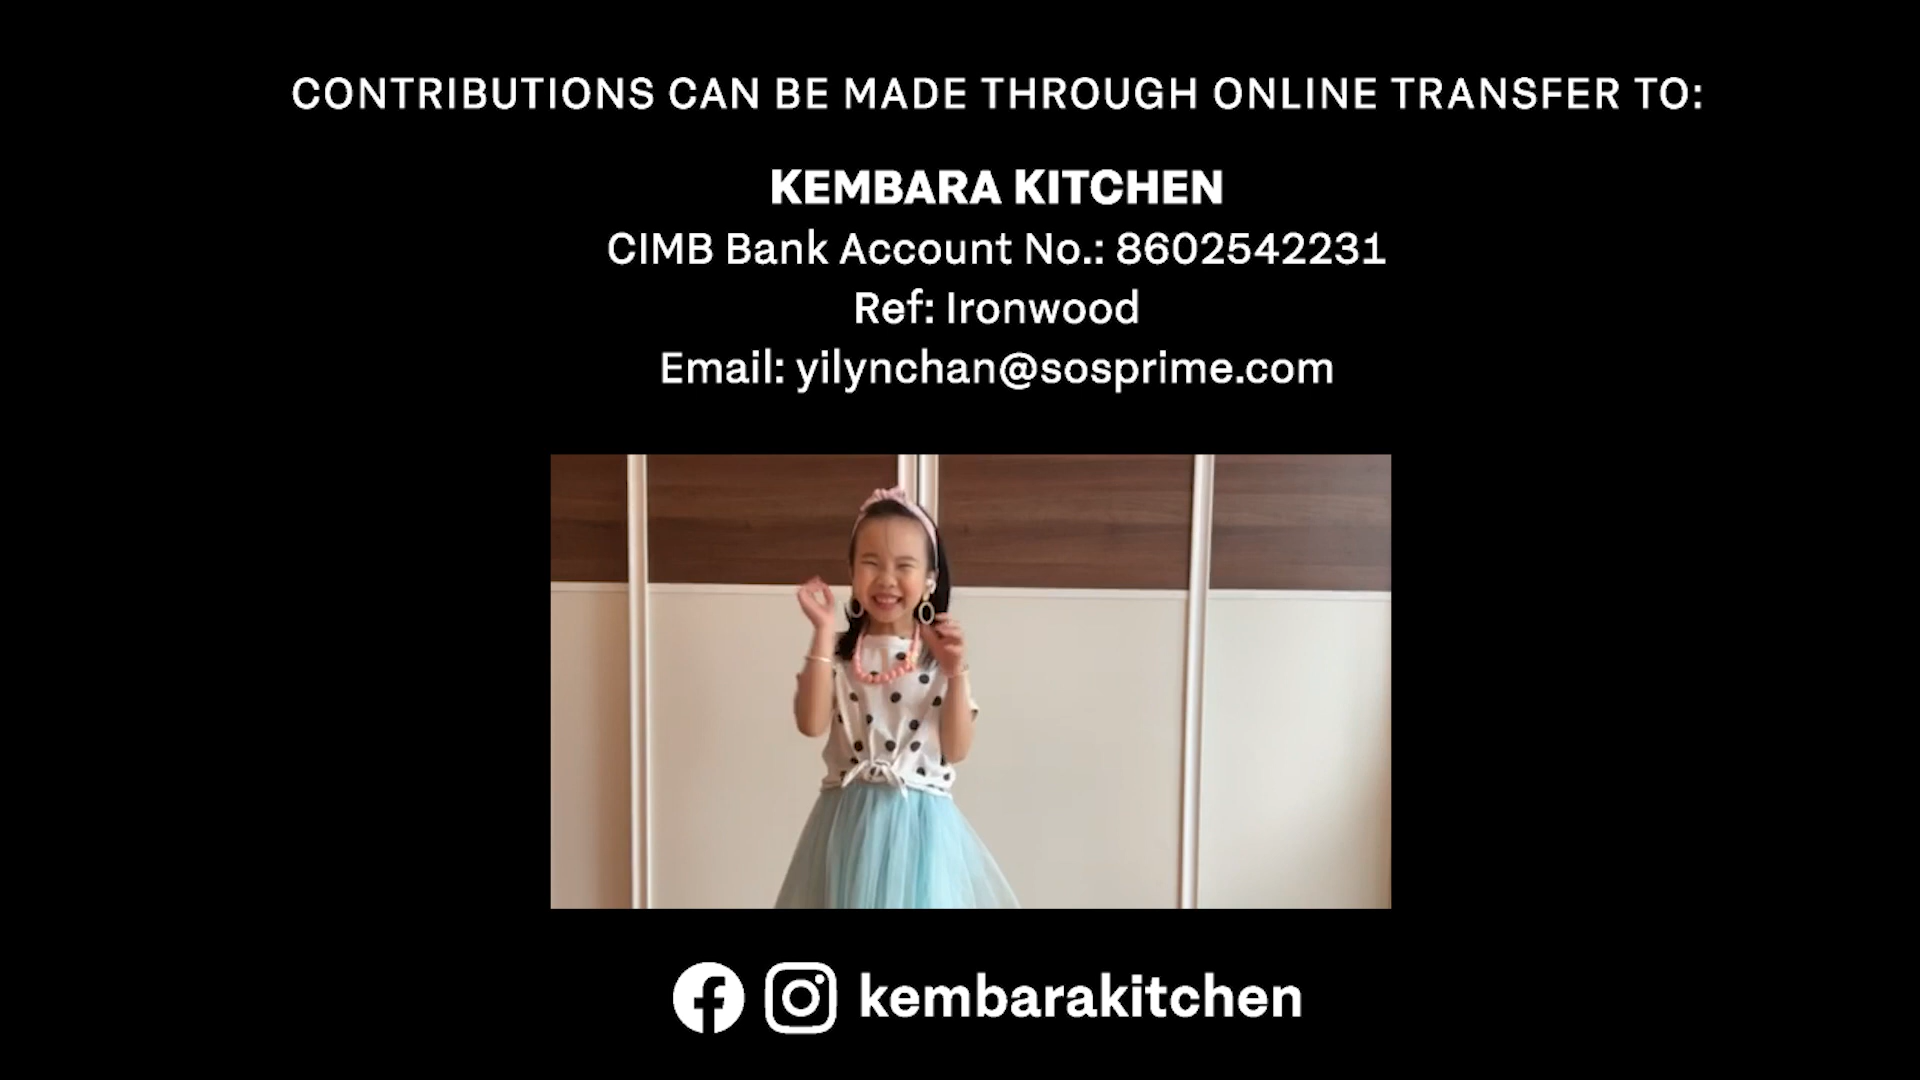 CONTRIBUTIONS CAN BE MADE THROUGH ONLINE TRANSFER TO:
KEMBARA KITCHEN
CIMB Bank Account No.: 8602542231
Ref: Ironwood
Email: yilynchan@sosprime.com
kembarakitchen